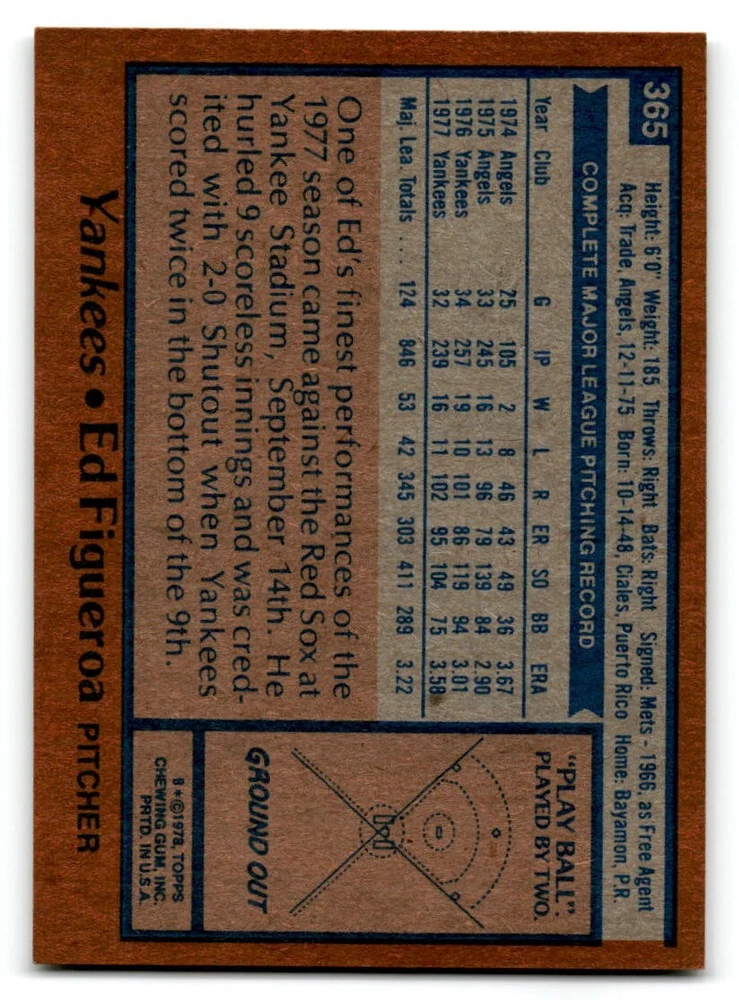 365
Height: 6'0" Weight: 185 Throws: Right Bats: Right Signed: Mets - 1966, as Free Agent
Acq: Trade, Angels, 12-11-75 Born: 10-14-48, Ciales, Puerto Rico Home: Bayamon, P.R.
COMPLETE MAJOR LEAGUE PITCHING RECORD
Year Club G IP W L R ER SO BB ERA
1974 Angels 25 105 2 8 46 43 49 36 3.67
1975 Angels 33 245 16 13 96 79 139 84 2.90
1976 Yankees 34 257 19 10 101 86 119 94 3.01
1977 Yankees 32 239 16 11 102 95 104 75 3.58
Maj. Lea. Totals ... 124 846 53 42 345 303 411 289 3.22
One of Ed's finest performances of the
1977 season came against the Red Sox at
Yankee Stadium, September 14th. He
hurled 9 scoreless innings and was cred-
ited with 2-0 Shutout when Yankees
scored twice in the bottom of the 9th.
"PLAY BALL".
PLAYED BY TWO.
GROUND OUT
B*©1978, TOPPS
CHEWING GUM, INC.
PRTD. IN U.S.A.
Yankees • Ed Figueroa PITCHER